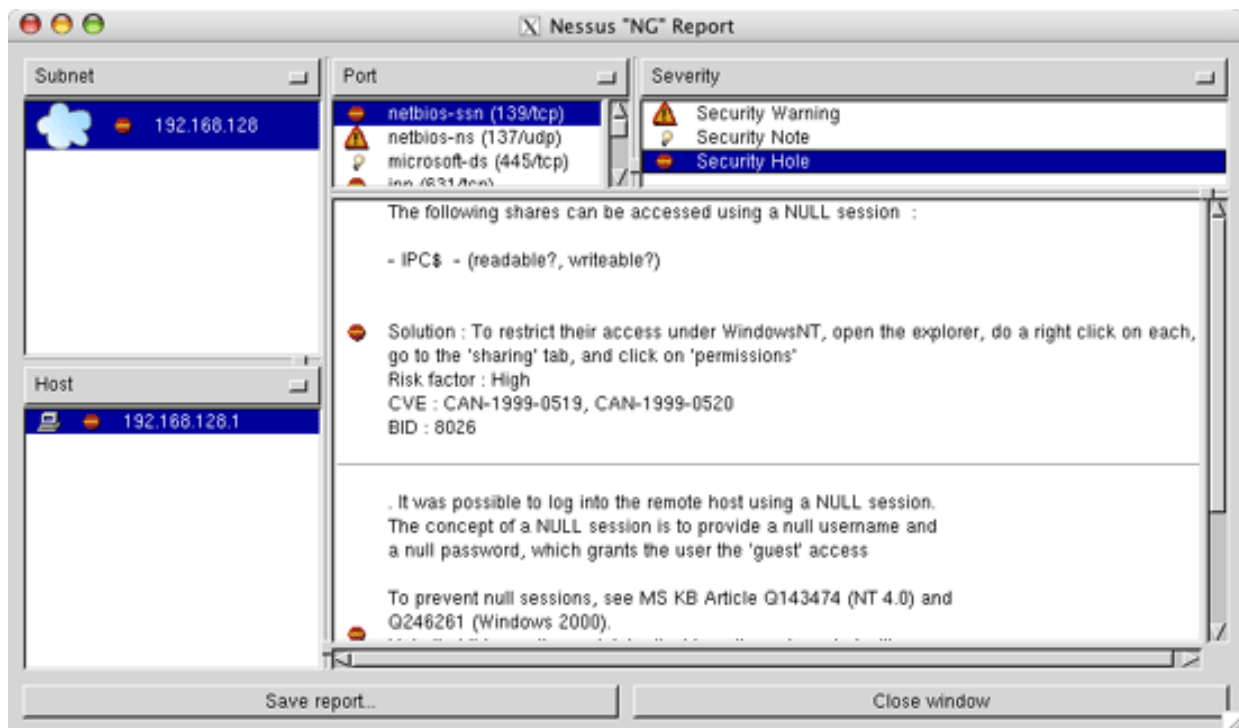 Nessus "NG" Report
Subnet
192.168.128
Port
netbios-ssn (139/tcp)
netbios-ns (137/udp)
microsoft-ds (445/tcp)
ipp (631/tcp)
Severity
Security Warning
Security Note
Security Hole
Host
192.168.128.1
The following shares can be accessed using a NULL session :
- IPC$ - (readable?, writeable?)
Solution : To restrict their access under WindowsNT, open the explorer, do a right click on each,
go to the 'sharing' tab, and click on 'permissions'
Risk factor : High
CVE : CAN-1999-0519, CAN-1999-0520
BID : 8026
. It was possible to log into the remote host using a NULL session.
The concept of a NULL session is to provide a null username and
a null password, which grants the user the 'guest' access
To prevent null sessions, see MS KB Article Q143474 (NT 4.0) and
Q246261 (Windows 2000).
Save report...
Close window